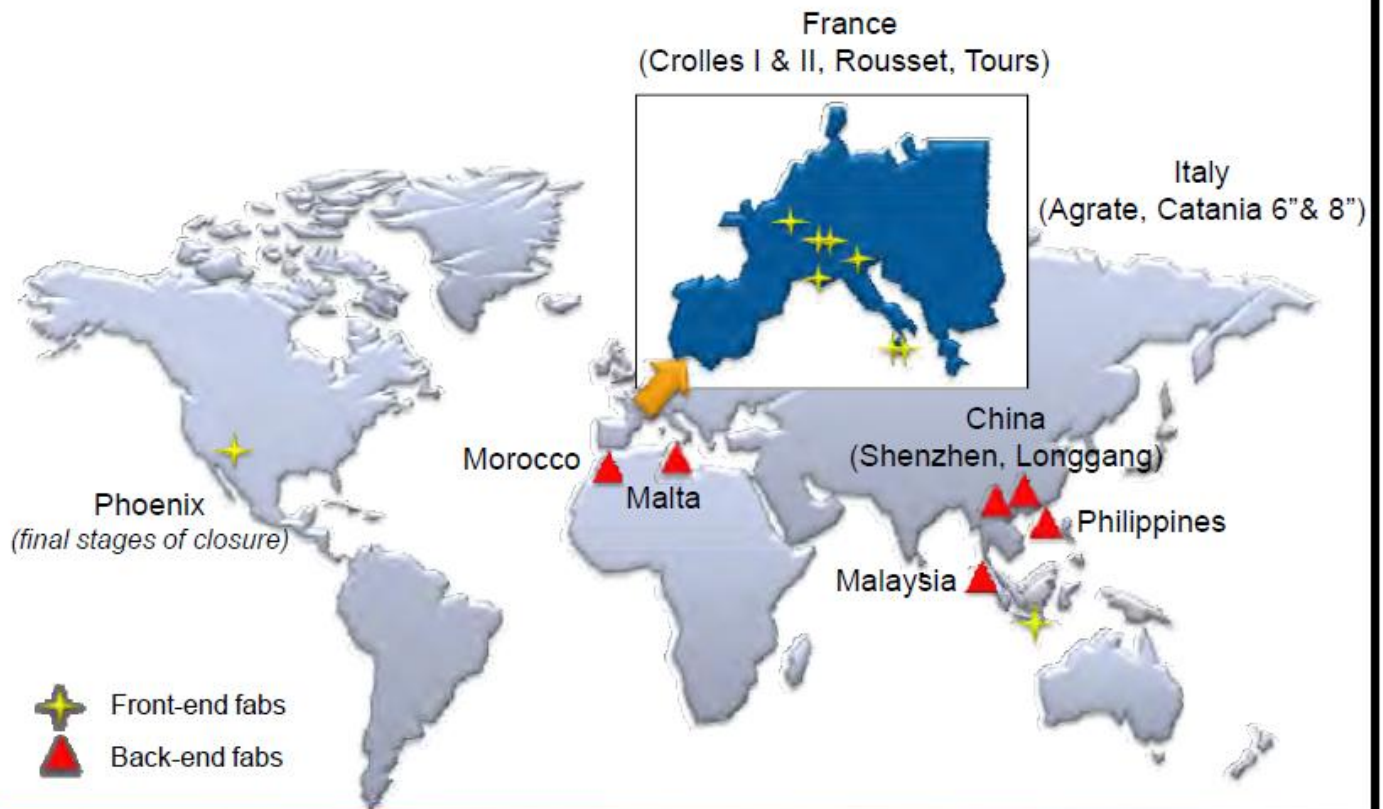 France
(Crolles I & II, Rousset, Tours)
Italy
(Agrate, Catania 6”& 8”)
China
(Shenzhen, Longgang)
Morocco
Malta
Phoenix
(final stages of closure)
Philippines
Malaysia
Front-end fabs
Back-end fabs